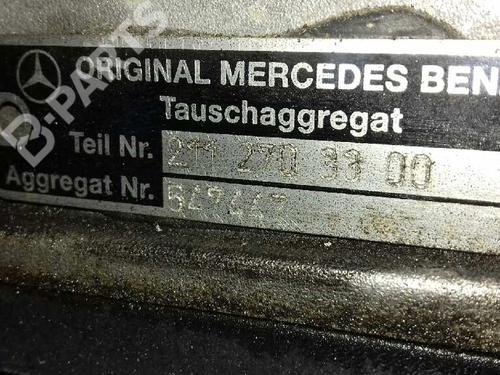 B-PARTS
ORIGINAL MERCEDES BEN
Tauschaggregat
Teil Nr. 211 270 33 00
Aggregat Nr.